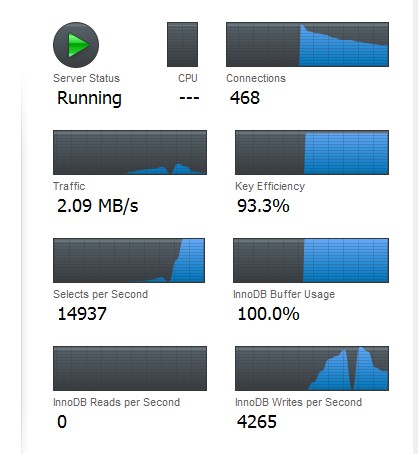 Server Status CPU Connections
Running --- 468
Traffic Key Efficiency
2.09 MB/s 93.3%
Selects per Second InnoDB Buffer Usage
14937 100.0%
InnoDB Reads per Second InnoDB Writes per Second
0 4265